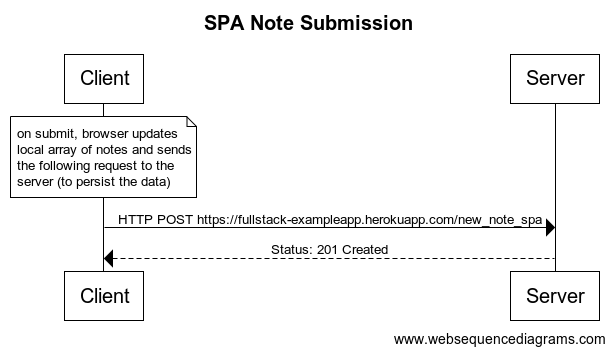 SPA Note Submission
Client
Server
on submit, browser updates
local array of notes and sends
the following request to the
server (to persist the data)
HTTP POST https://fullstack-exampleapp.herokuapp.com/new_note_spa
Status: 201 Created
Client
Server
www.websequencediagrams.com